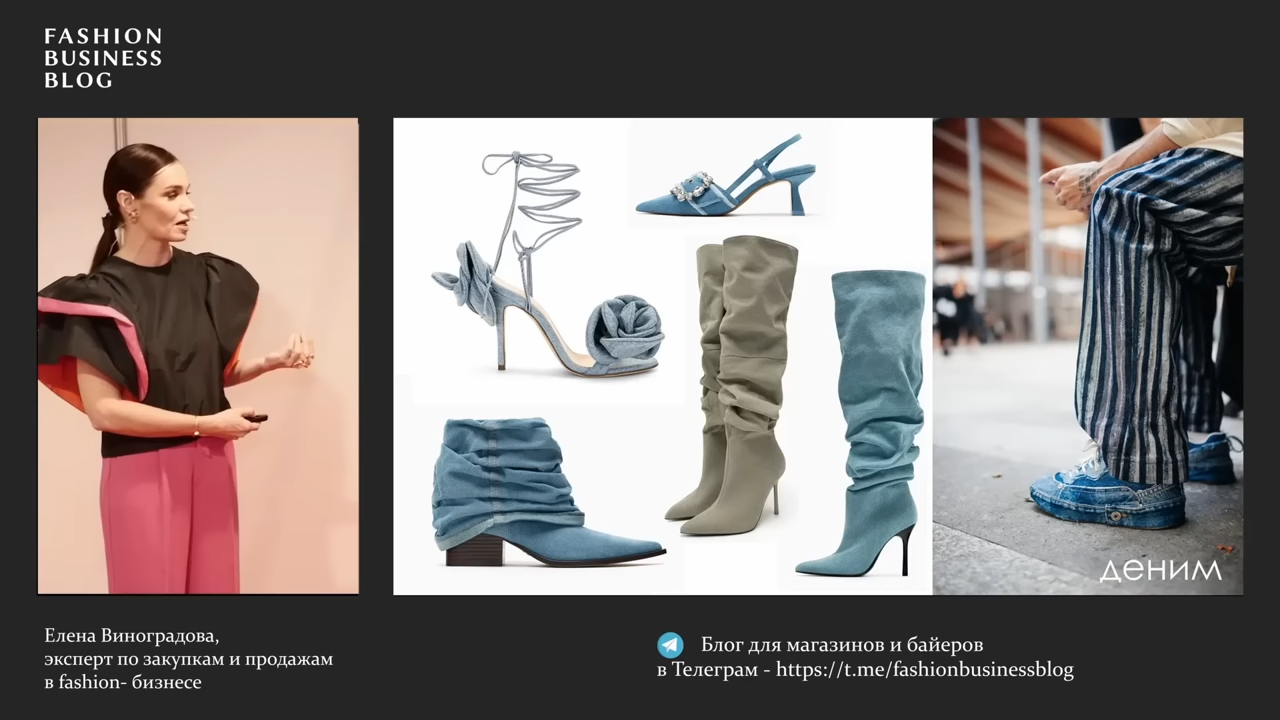 FASHION
BUSINESS
BLOG
деним
Елена Виноградова,
эксперт по закупкам и продажам
в fashion- бизнесе
Блог для магазинов и байеров
в Телеграм - https://t.me/fashionbusinessblog